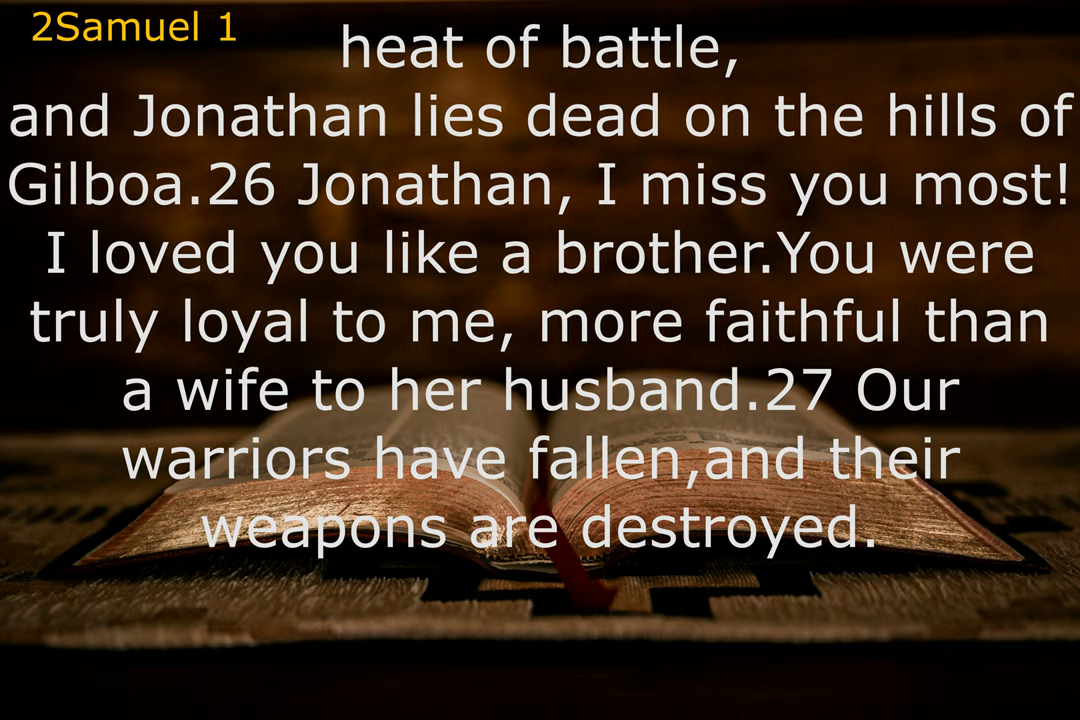 2Samuel 1
heat of battle,
and Jonathan lies dead on the hills of
Gilboa.26 Jonathan, I miss you most!
I loved you like a brother.You were
truly loyal to me, more faithful than
a wife to her husband.27 Our
warriors have fallen,and their
weapons are destroyed.